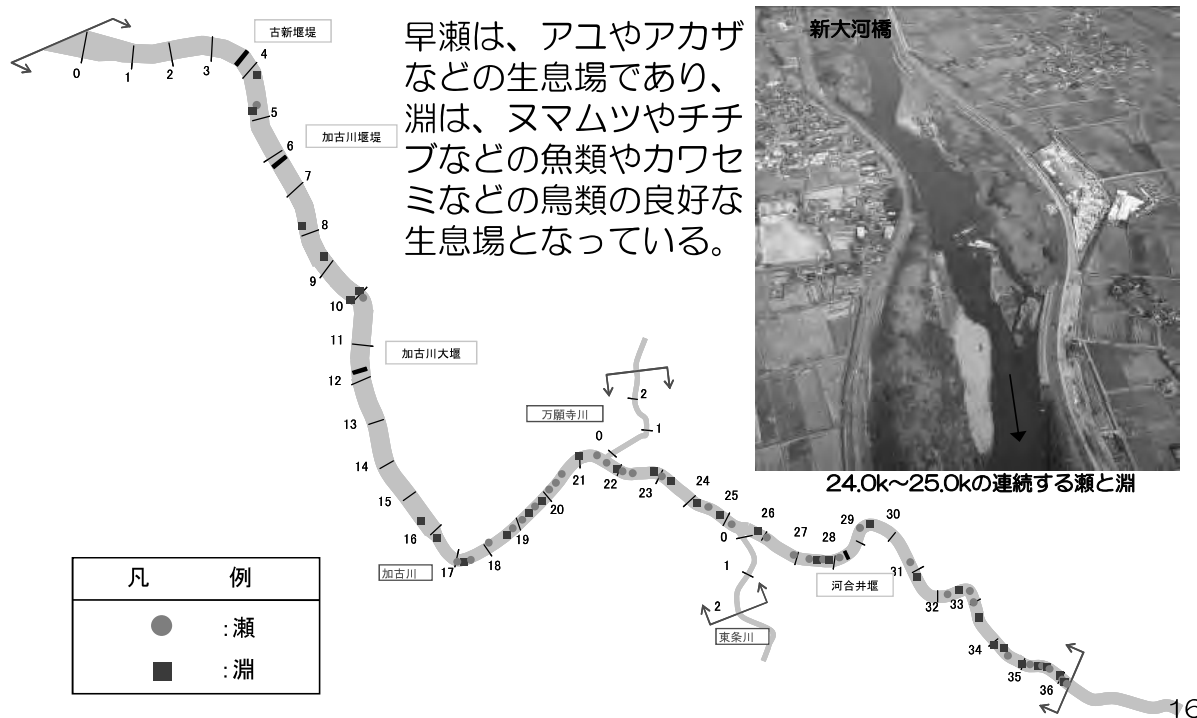 古新堰堤
加古川堰堤
加古川大堰
早瀬は、アユやアカザ
などの生息場であり、
淵は、ヌマムツやチチ
ブなどの魚類やカワセ
ミなどの鳥類の良好な
生息場となっている。
新大河橋
24.0k～25.0kの連続する瀬と淵
0
1
2
3
4
5
6
7
8
9
10
11
12
13
14
15
16
17
18
19
20
21
22
23
24
25
26
27
28
29
30
31
32
33
34
35
36
万願寺川
0
1
2
加古川
東条川
0
1
2
河合井堰
凡 例
:瀬
:淵
16